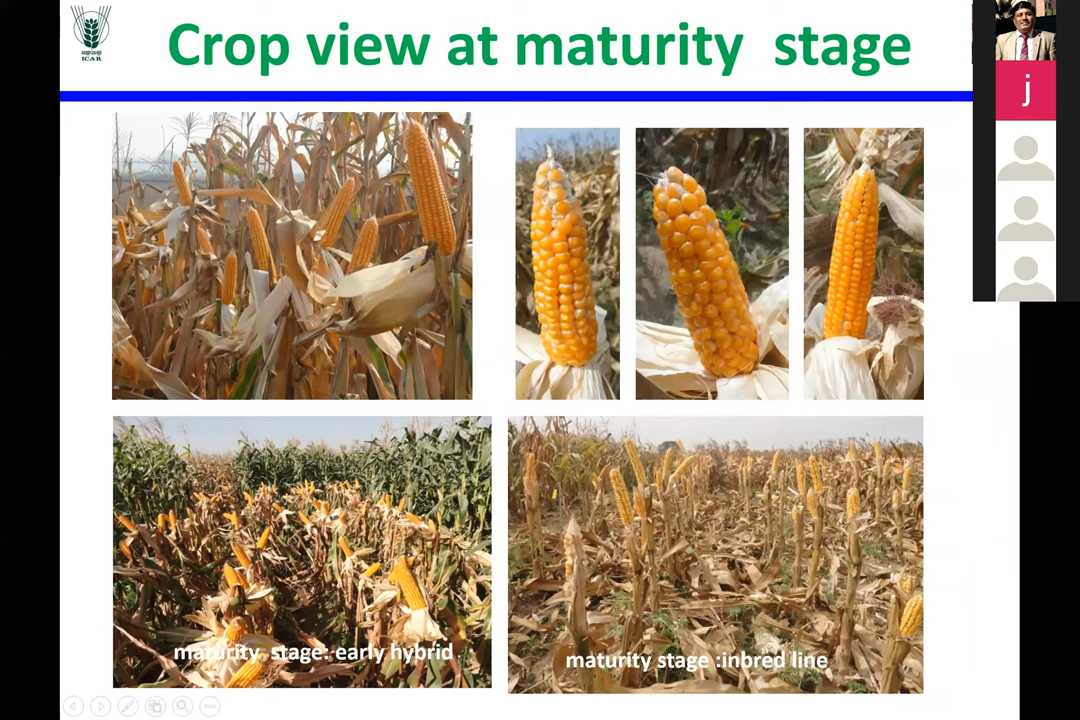 Crop view at maturity stage
ICAR
j
maturity stage: early hybrid
maturity stage :inbred line